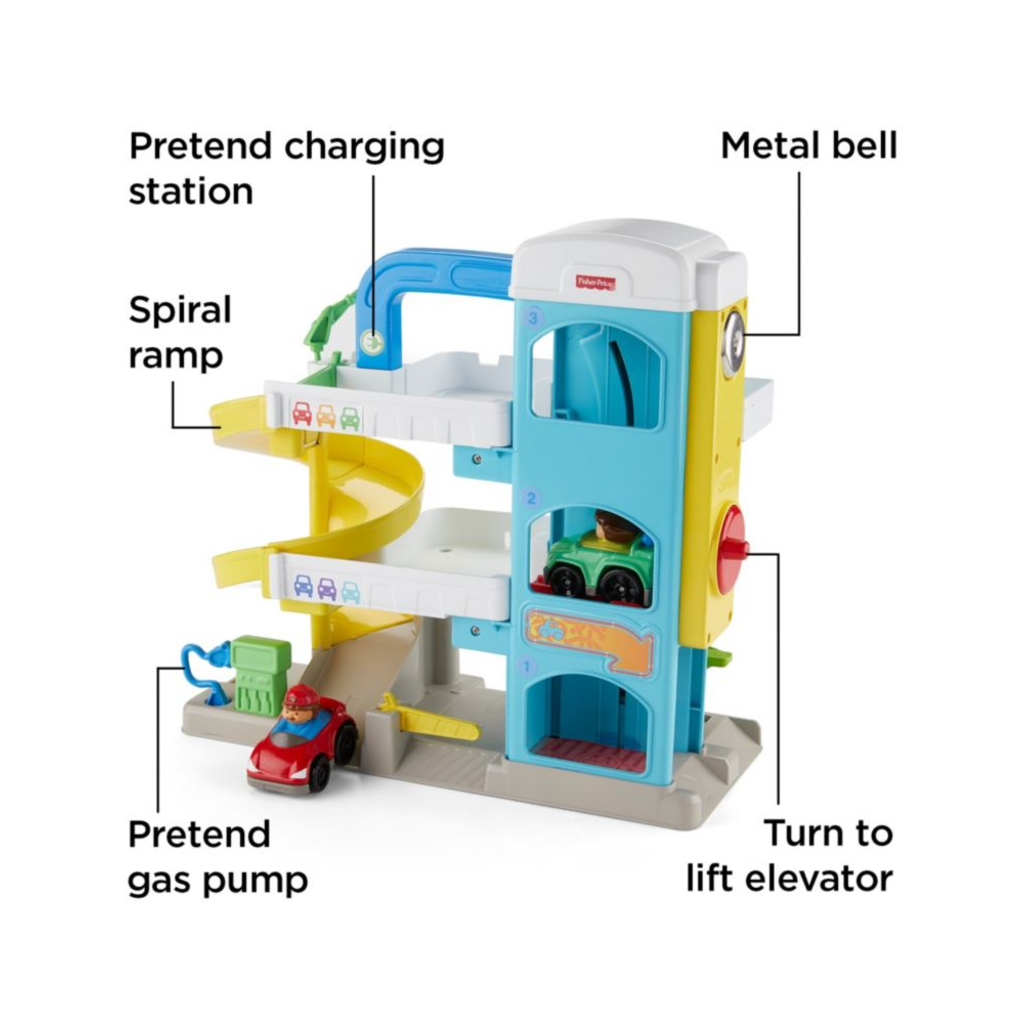 Pretend charging
station
Metal bell
Spiral
ramp
Fisher-Price
3
2
1
Pretend
gas pump
Turn to
lift elevator